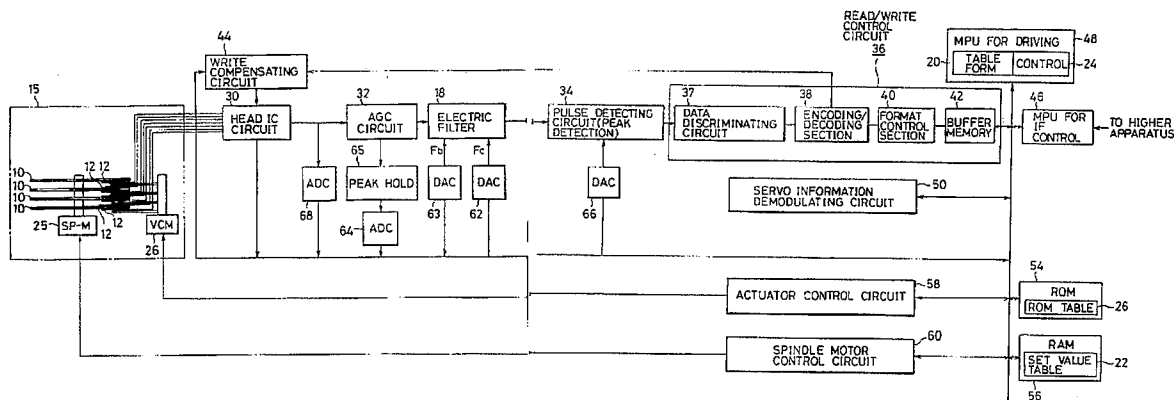 READ/WRITE
CONTROL
CIRCUIT
36
44
WRITE
COMPENSATING
CIRCUIT
48
MPU FOR DRIVING
20
TABLE
FORM
CONTROL
24
15
30
HEAD IC
CIRCUIT
32
AGC
CIRCUIT
18
ELECTRIC
FILTER
34
PULSE DETECTING
CIRCUIT(PEAK
DETECTION)
37
DATA
DISCRIMINATING
CIRCUIT
38
ENCODING/
DECODING
SECTION
40
FORMAT
CONTROL
SECTION
42
BUFFER
MEMORY
46
MPU FOR
IF CONTROL
TO HIGHER
APPARATUS
Fb
Fc
65
PEAK HOLD
ADC
68
DAC
63
DAC
62
DAC
66
64
ADC
10
10
10
10
12
12
12
12
12
25
SP-M
VCM
26
50
SERVO INFORMATION
DEMODULATING CIRCUIT
58
ACTUATOR CONTROL CIRCUIT
54
ROM
ROM TABLE
26
60
SPINDLE MOTOR
CONTROL CIRCUIT
RAM
SET VALUE
TABLE
22
56